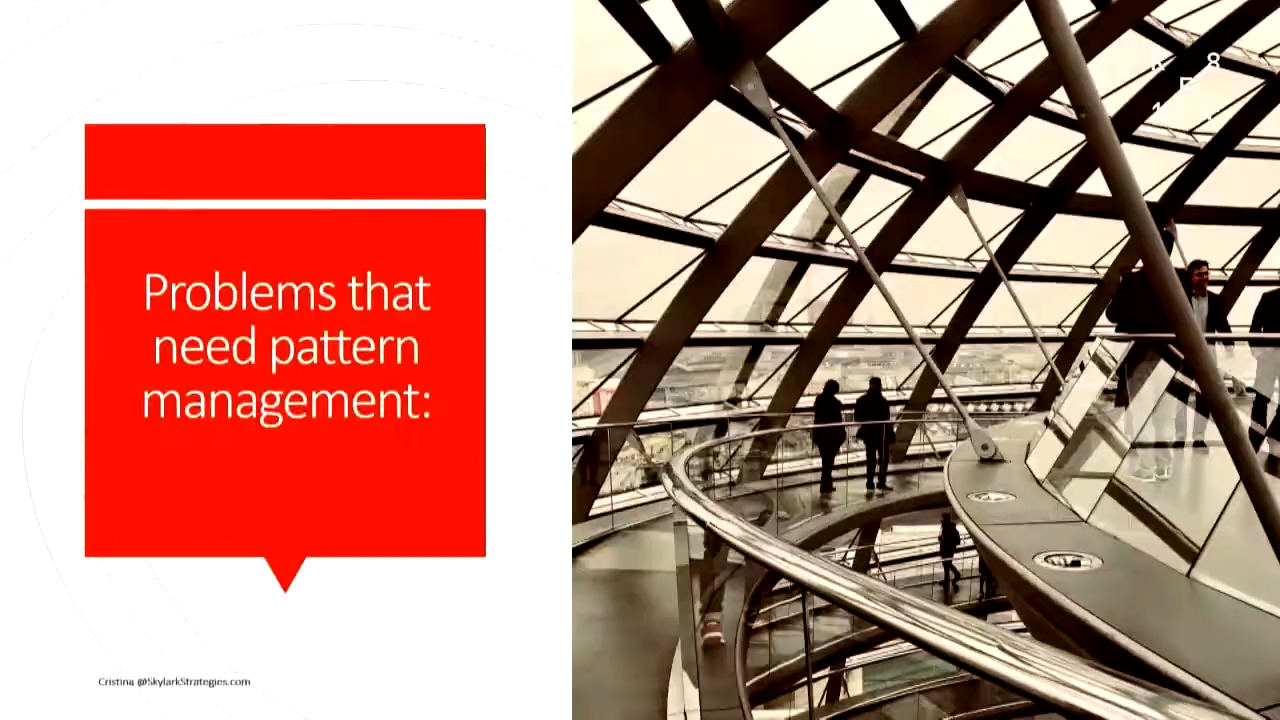 Problems that
need pattern
management:
Cristina @SkylarkStrategies.com